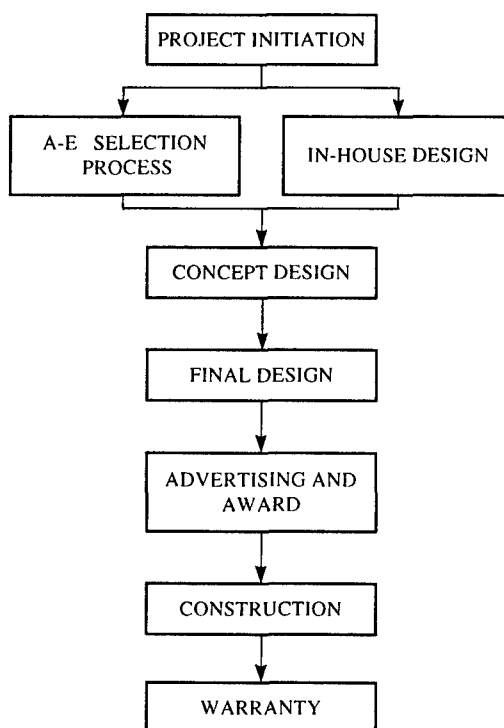 PROJECT INITIATION
A-E SELECTION
PROCESS
IN-HOUSE DESIGN
CONCEPT DESIGN
FINAL DESIGN
ADVERTISING AND
AWARD
CONSTRUCTION
WARRANTY